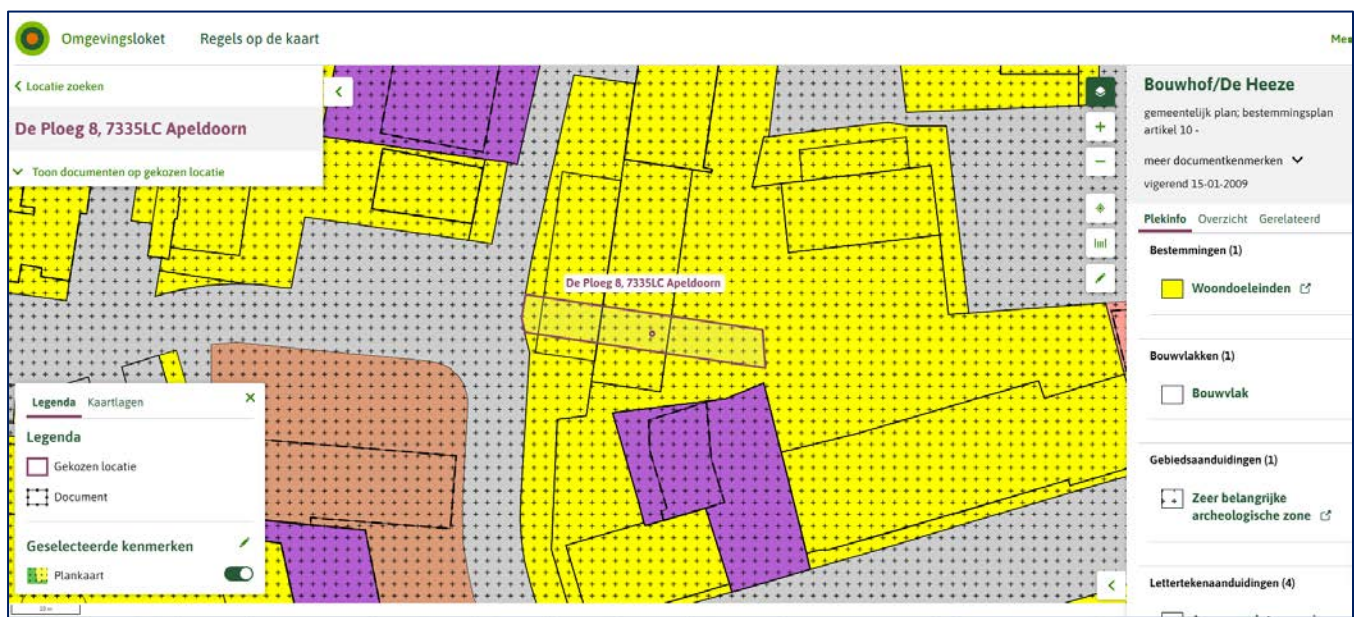 Omgevingsloket
Regels op de kaart
Locatie zoeken
De Ploeg 8, 7335LC Apeldoorn
Toon documenten op gekozen locatie
De Ploeg 8, 7335LC Apeldoorn
Legenda
Kaartlagen
Legenda
Gekozen locatie
Document
Geselecteerde kenmerken
Plankaart
Bouwhof/De Heeze
gemeentelijk plan; bestemmingsplan
artikel 10 -
meer documentkenmerken
vigerend 15-01-2009
Plekinfo
Overzicht
Gerelateerd
Bestemmingen (1)
Woondoeleinden
Bouwvlakken (1)
Bouwvlak
Gebiedsaanduidingen (1)
Zeer belangrijke
archeologische zone
Lettertekenaanduidingen (4)